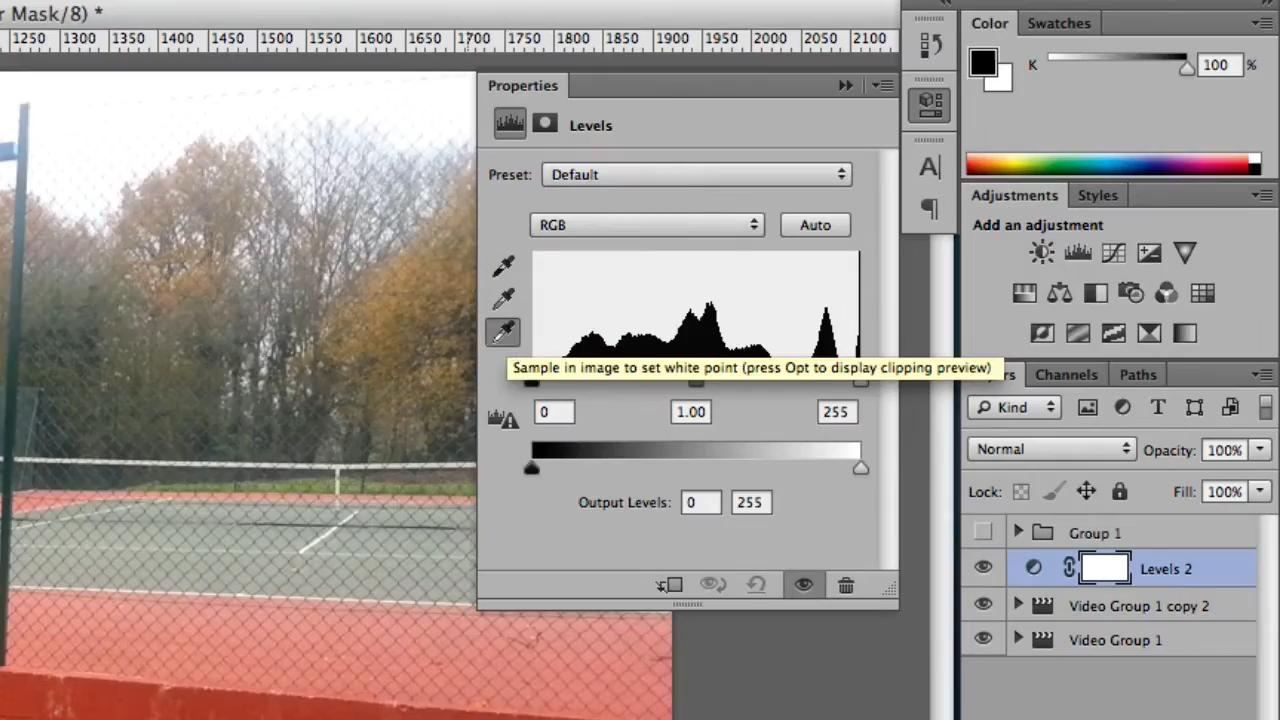 r Mask/8) *
1250 1300 1350 1400 1450 1500 1550 1600 1650 1700 1750 1800 1850 1900 1950 2000 2050 2100
Color Swatches
K 100 %
Properties
Levels
Preset: Default
RGB Auto
Sample in image to set white point (press Opt to display clipping preview)
0 1.00 255
Output Levels: 0 255
A
Adjustments Styles
Add an adjustment
Channels Paths
Kind
Normal Opacity: 100%
Lock: Fill: 100%
Group 1
Levels 2
Video Group 1 copy 2
Video Group 1